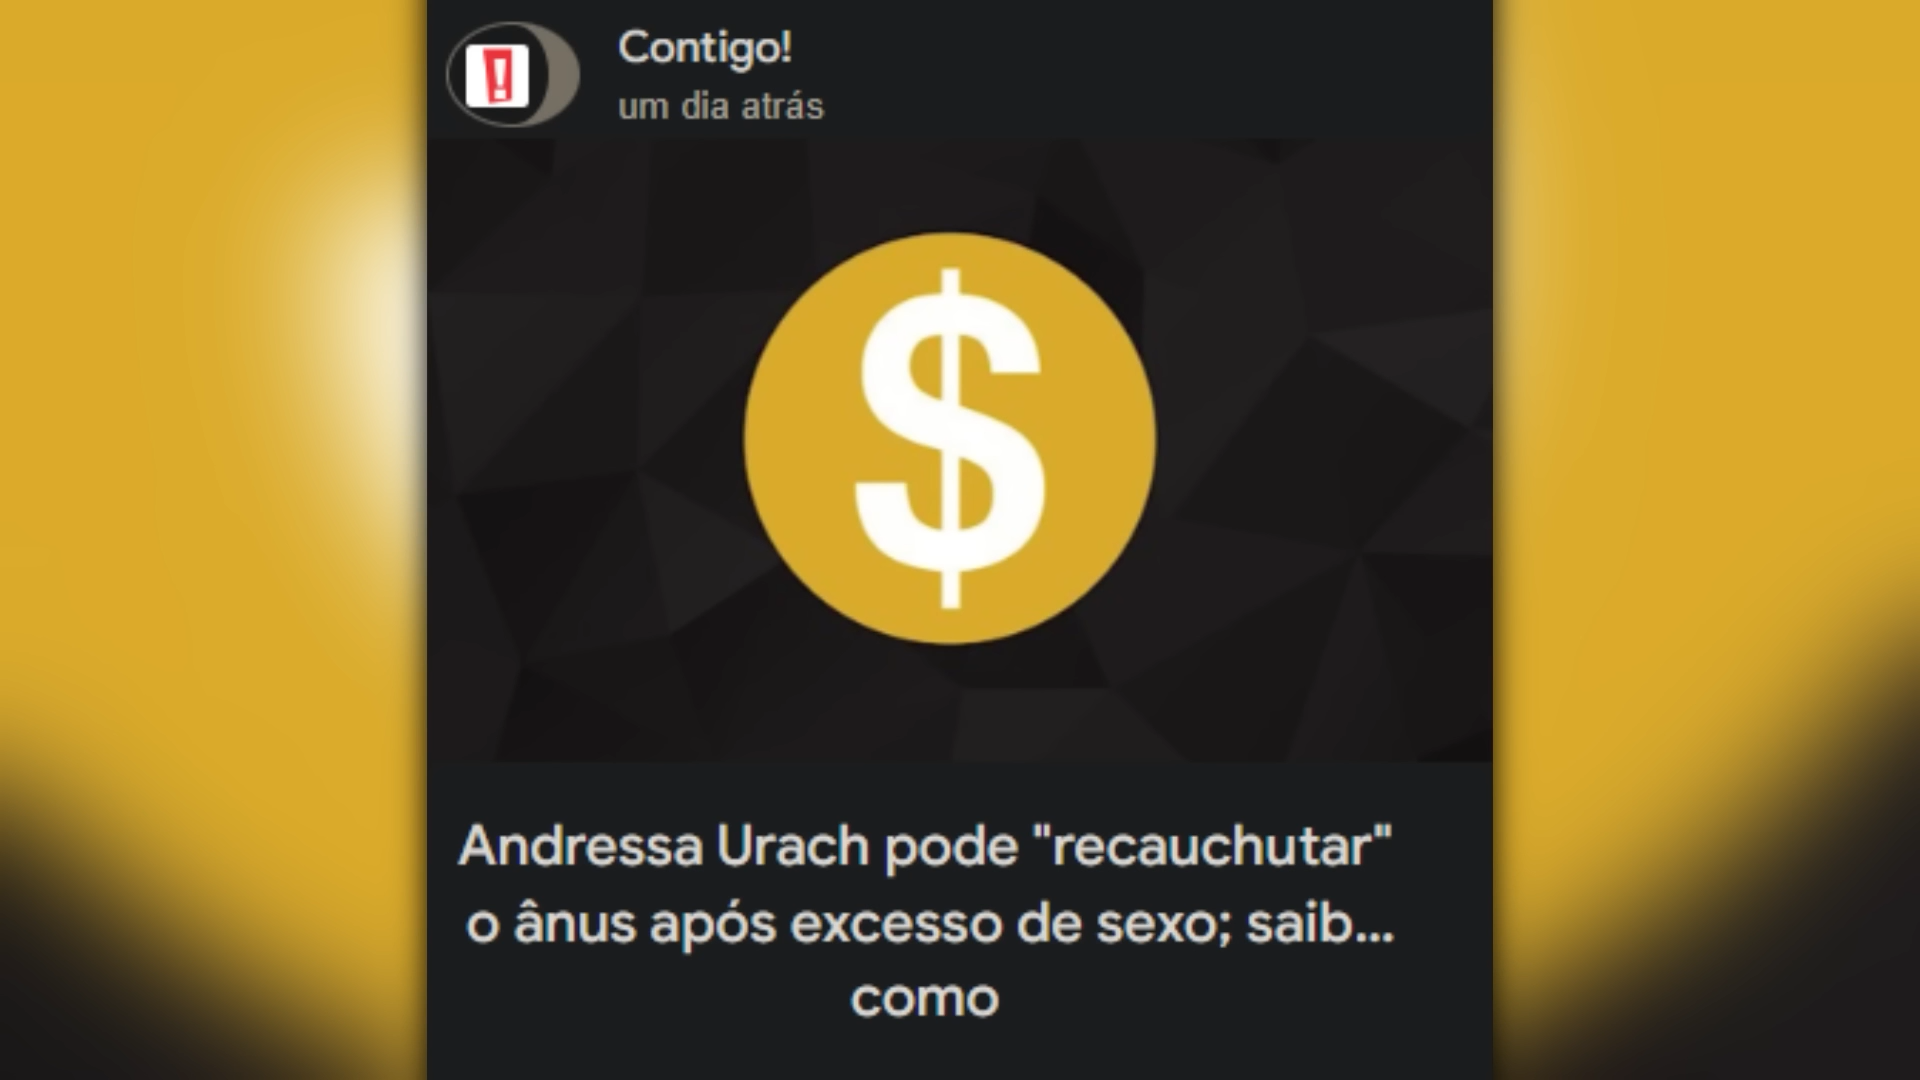 Contigo!
um dia atrás
$
Andressa Urach pode "recauchutar"
o ânus após excesso de sexo; saib...
como